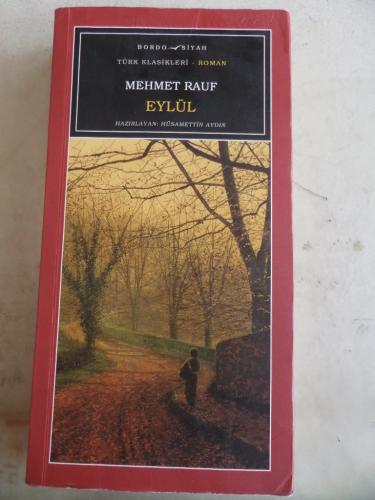 BORDO SİYAH
TÜRK KLASİKLERİ - ROMAN
MEHMET RAUF
EYLÜL
HAZIRLAYAN: HÜSAMETTİN AYDIN